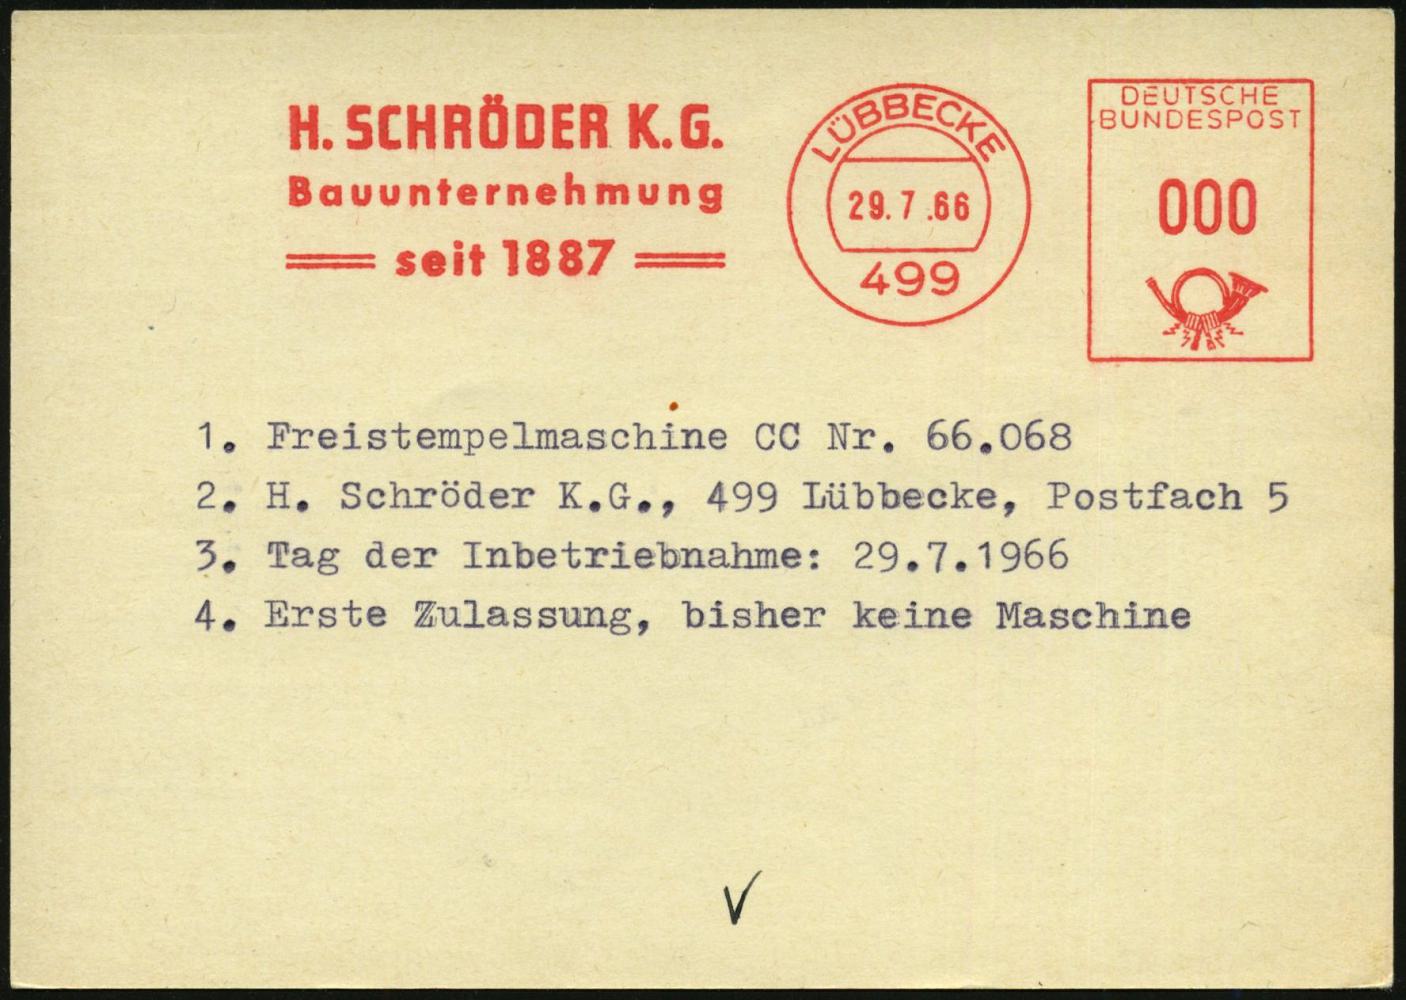 H. SCHRÖDER K.G.
Bauunternehmung
seit 1887
LÜBBECKE
29.7.66
499
DEUTSCHE
BUNDESPOST
000
1. Freistempelmaschine CC Nr. 66.068
2. H. Schröder K.G., 499 Lübbecke, Postfach 5
3. Tag der Inbetriebnahme: 29.7.1966
4. Erste Zulassung, bisher keine Maschine